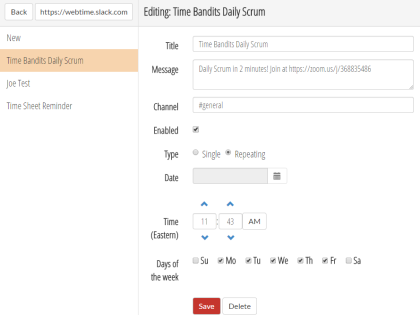 Back https://webtime.slack.com
Editing: Time Bandits Daily Scrum
New
Time Bandits Daily Scrum
Joe Test
Time Sheet Reminder
Title Time Bandits Daily Scrum
Message Daily Scrum in 2 minutes! Join at https://zoom.us/j/368835486
Channel #general
Enabled
Type Single Repeating
Date
Time (Eastern) 11 : 43 AM
Days of the week Su Mo Tu We Th Fr Sa
Save Delete